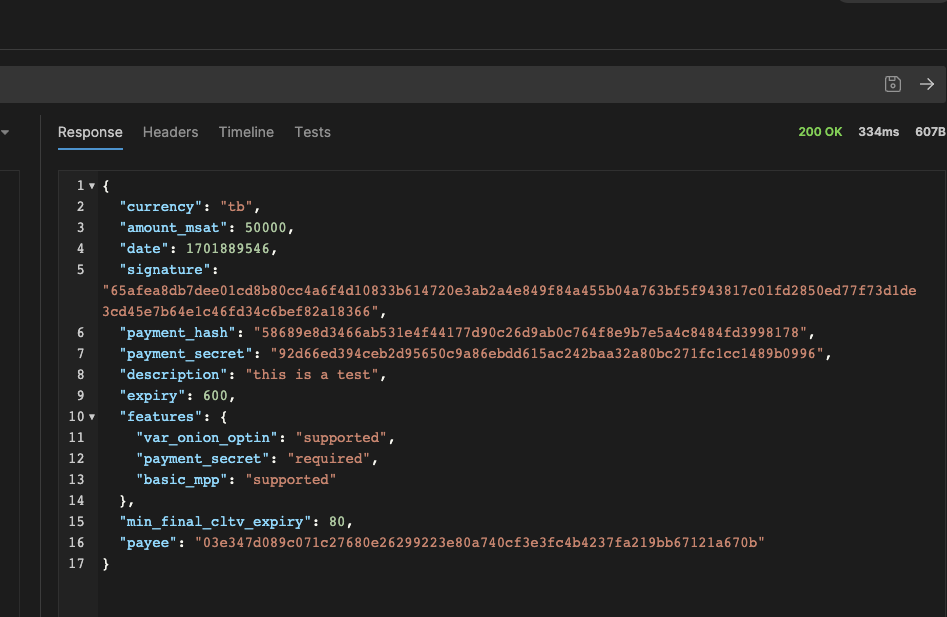 Response Headers Timeline Tests 200 OK 334ms 607B
1 {
2 "currency": "tb",
3 "amount_msat": 50000,
4 "date": 1701889546,
5 "signature":
"65afea8db7dee01cd8b80cc4a6f4d10833b614720e3ab2a4e849f84a455b04a763bf5f943817c01fd2850ed77f73d1de
3cd45e7b64e1c46fd34c6bef82a18366",
6 "payment_hash": "58689e8d3466ab531e4f44177d90c26d9ab0c764f8e9b7e5a4c8484fd3998178",
7 "payment_secret": "92d66ed394ceb2d95650c9a86ebdd615ac242baa32a80bc271fc1cc1489b0996",
8 "description": "this is a test",
9 "expiry": 600,
10 "features": {
11 "var_onion_optin": "supported",
12 "payment_secret": "required",
13 "basic_mpp": "supported"
14 },
15 "min_final_cltv_expiry": 80,
16 "payee": "03e347d089c071c27680e26299223e80a740cf3e3fc4b4237fa219bb67121a670b"
17 }